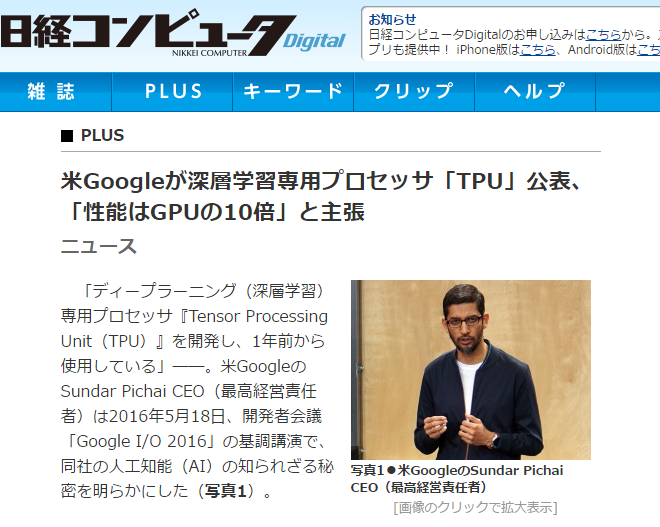 日経コンピュータ Digital
NIKKEI COMPUTER
お知らせ
日経コンピュータDigitalのお申し込みはこちらから。
プリも提供中！ iPhone版はこちら、Android版はこち
雑誌
PLUS
キーワード
クリップ
ヘルプ
■ PLUS
米Googleが深層学習専用プロセッサ「TPU」公表、
「性能はGPUの10倍」と主張
ニュース
「ディープラーニング（深層学習）
専用プロセッサ『Tensor Processing
Unit（TPU）』を開発し、1年前から
使用している」――。米Googleの
Sundar Pichai CEO（最高経営責任
者）は2016年5月18日、開発者会議
「Google I/O 2016」の基調講演で、
同社の人工知能（AI）の知られざる秘
密を明らかにした（写真1）。
写真1●米GoogleのSundar Pichai
CEO（最高経営責任者）
[画像のクリックで拡大表示]